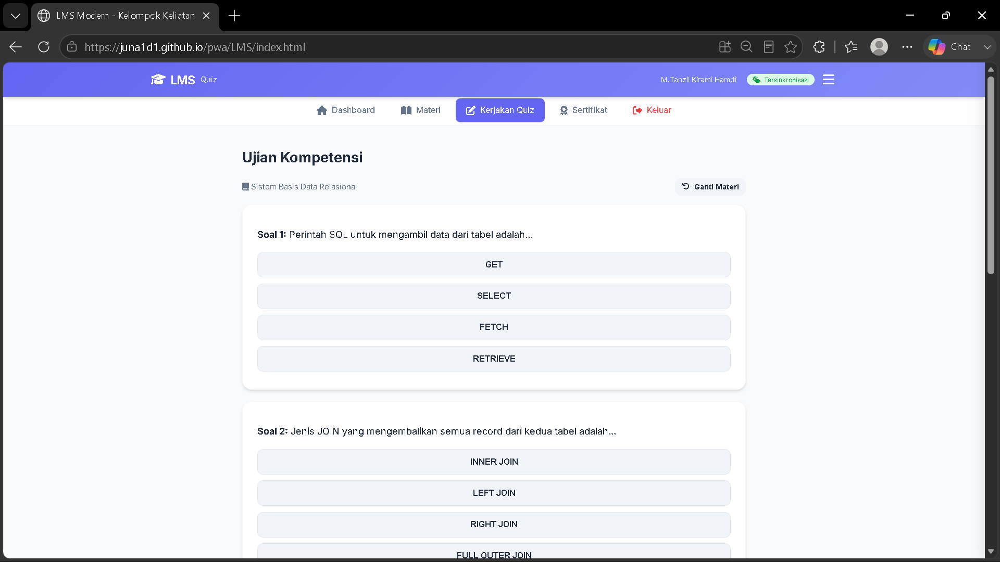 LMS Modern - Kelompok Keliatan
https://juna1d1.github.io/pwa/LMS/index.html
Chat
LMS Quiz
M.Tanzil Kirami Hamdi
Tersinkronisasi
Dashboard
Materi
Kerjakan Quiz
Sertifikat
Keluar
Ujian Kompetensi
Sistem Basis Data Relasional
Ganti Materi
Soal 1: Perintah SQL untuk mengambil data dari tabel adalah...
GET
SELECT
FETCH
RETRIEVE
Soal 2: Jenis JOIN yang mengembalikan semua record dari kedua tabel adalah...
INNER JOIN
LEFT JOIN
RIGHT JOIN
FULL OUTER JOIN